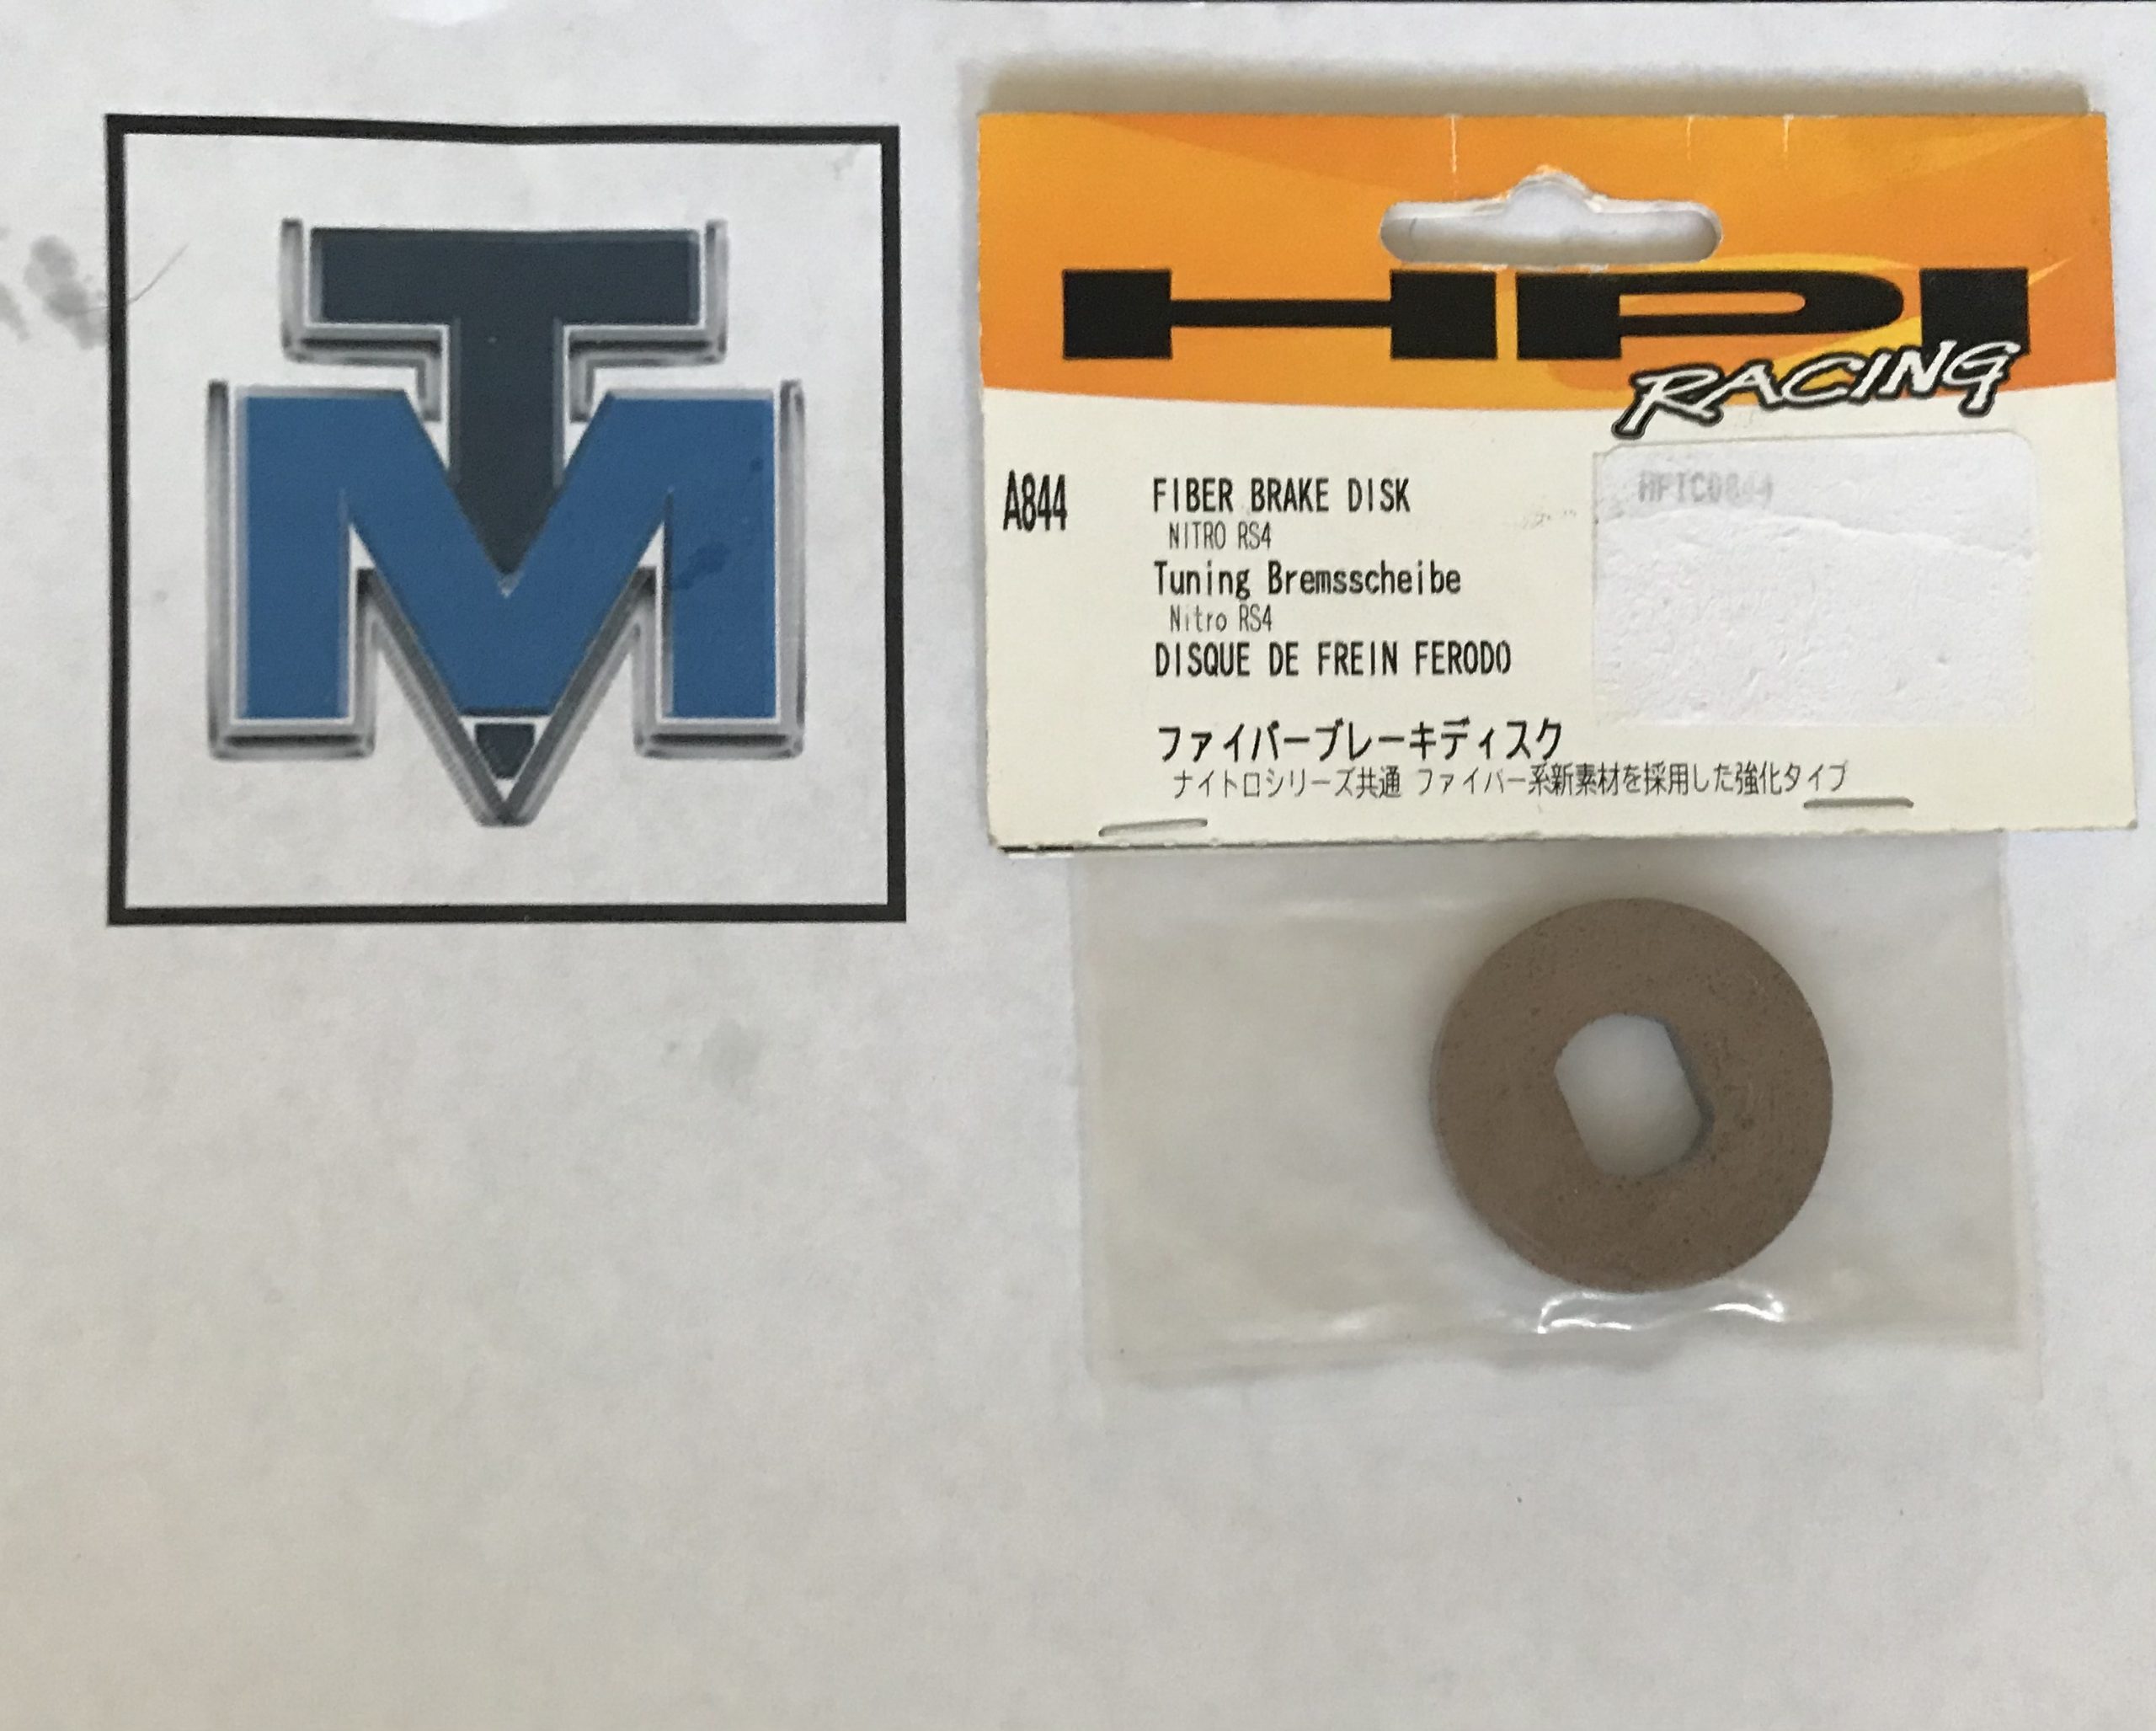 TM
HPI
RACING
A844
FIBER BRAKE DISK
NITRO RS4
Tuning Bremsscheibe
Nitro RS4
DISQUE DE FREIN FERODO
ファイバーブレーキディスク
ナイトロシリーズ共通 ファイバー系新素材を採用した強化タイプ